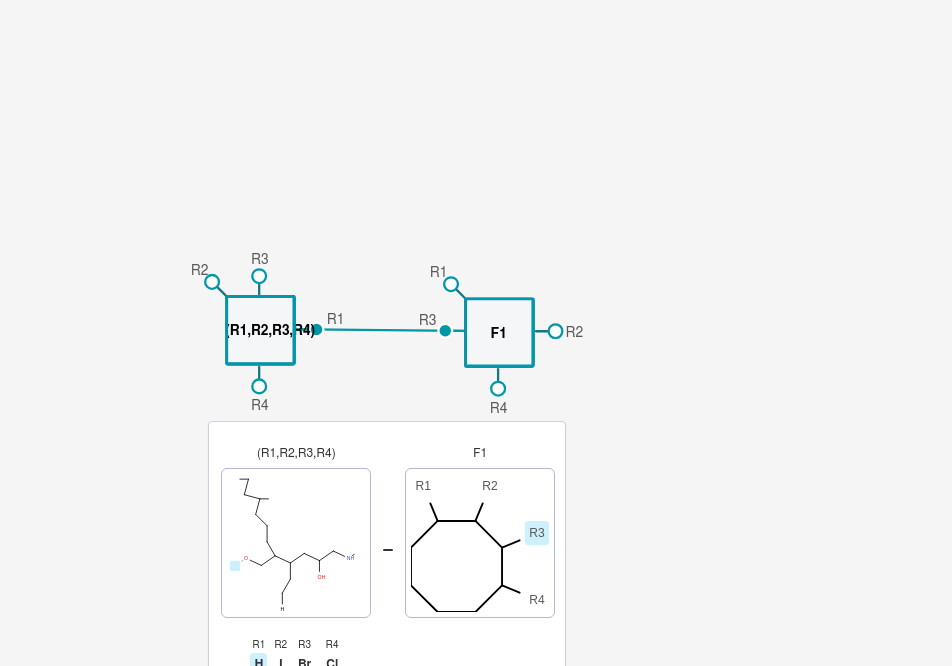 R3
R2
R1
(R1,R2,R3,R4)
R1
R3
F1
R2
R4
R4
(R1,R2,R3,R4)
F1
R1
R2
R3
O
NH
OH
R4
H
R1 R2 R3 R4
H I Br Cl